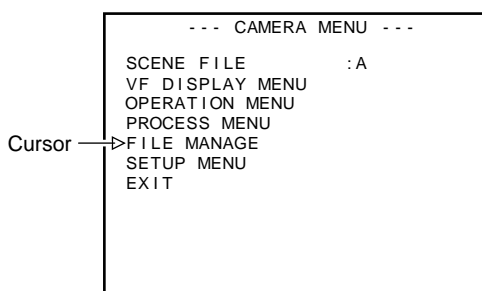 --- CAMERA MENU ---
SCENE FILE :A
VF DISPLAY MENU
OPERATION MENU
PROCESS MENU
Cursor ▷FILE MANAGE
SETUP MENU
EXIT